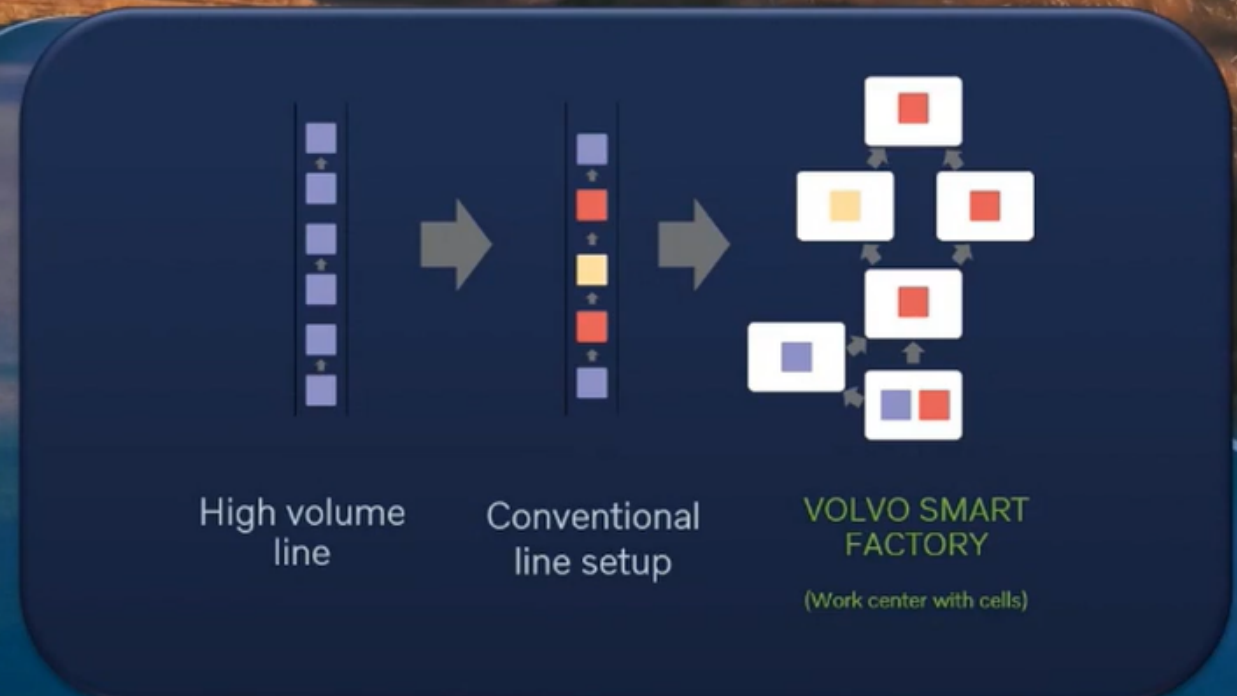 High volume
line
Conventional
line setup
VOLVO SMART
FACTORY
(Work center with cells)